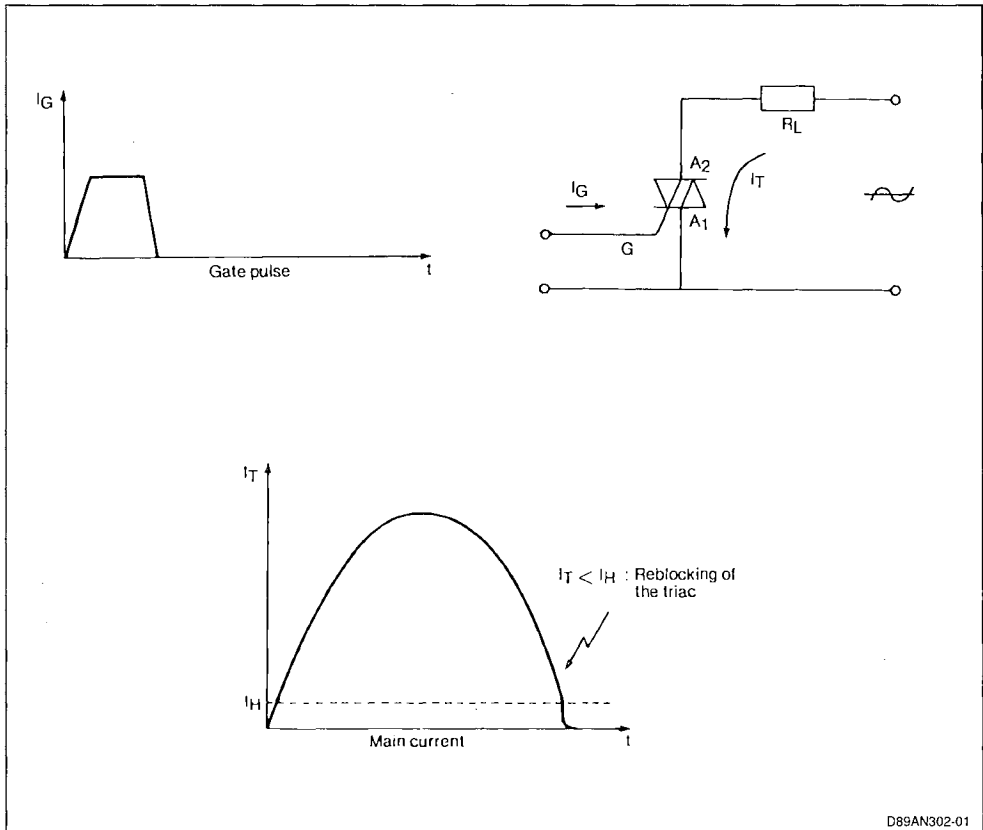 IG
t
Gate pulse
RL
A2
IT
IG
A1
G
IT
IT < IH : Reblocking of
the triac
IH
Main current
t
D89AN302-01